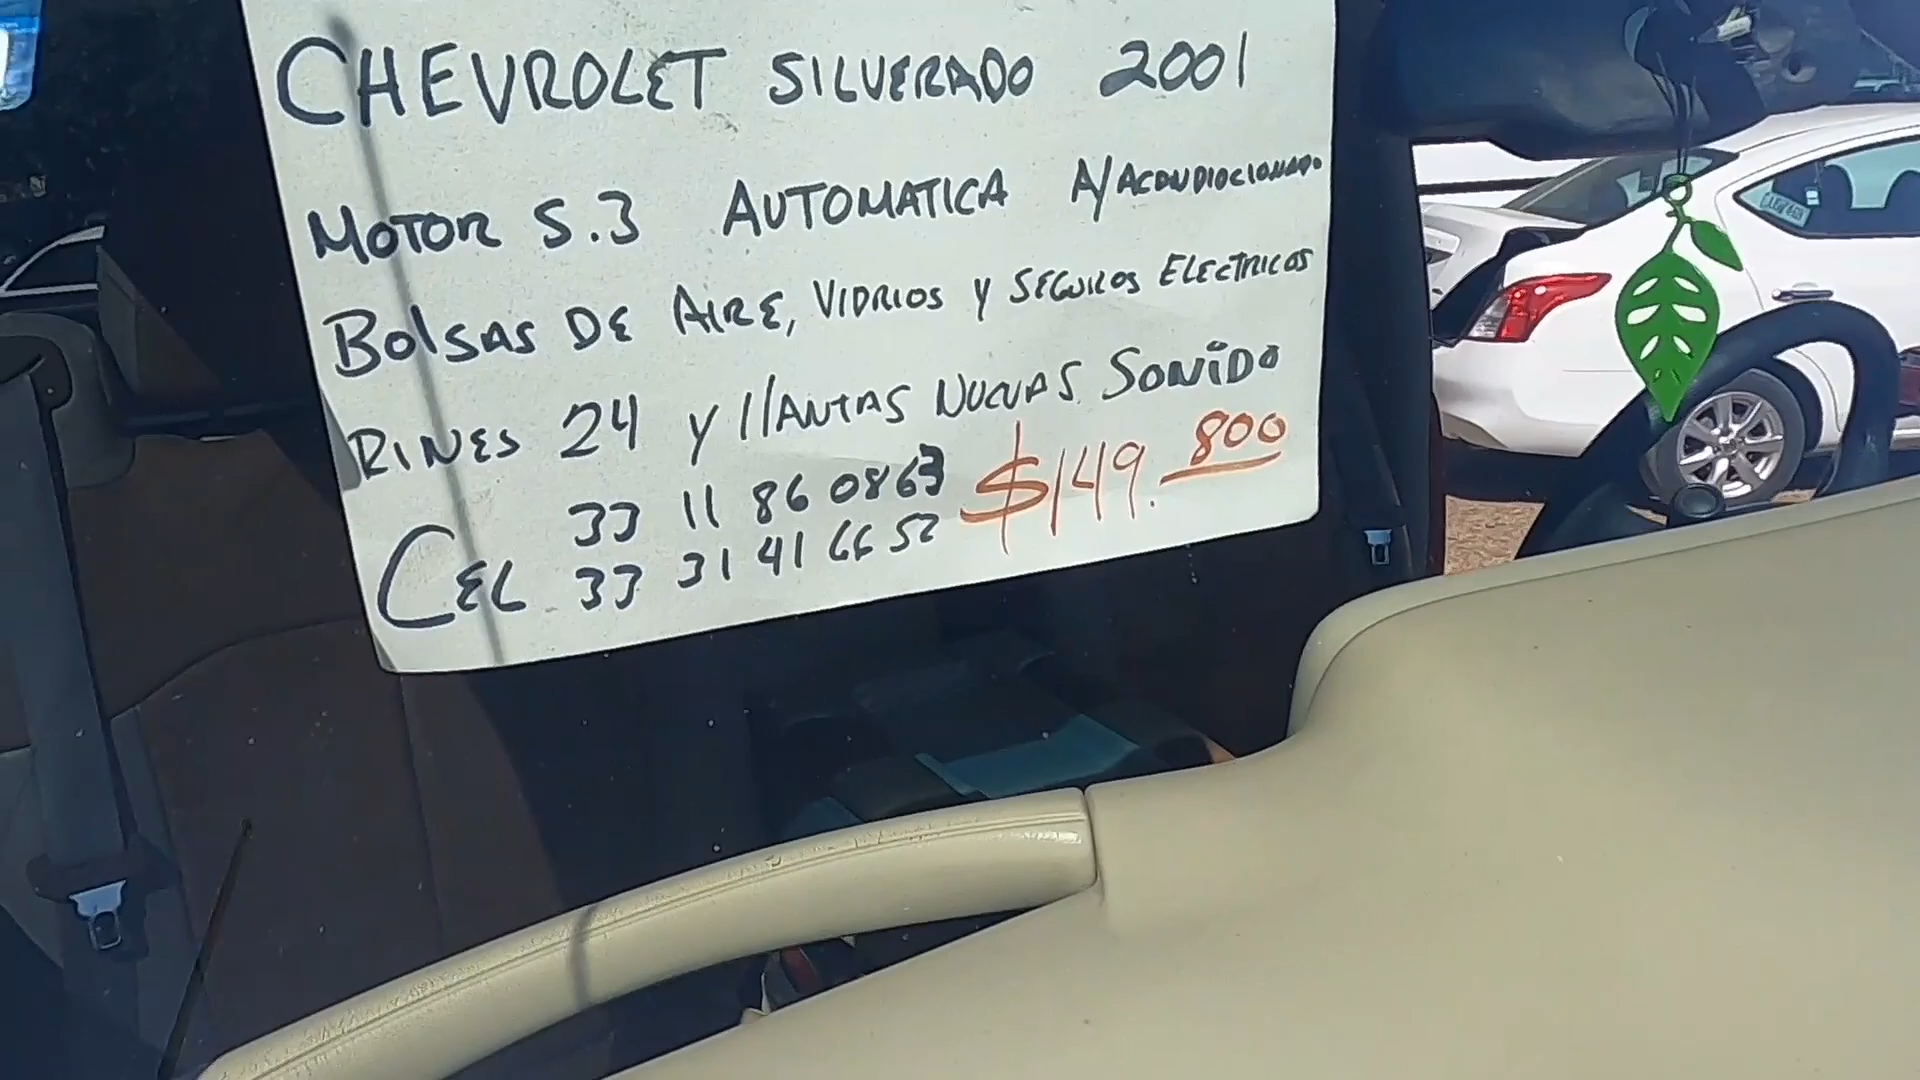 CHEVROLET SILVERADO 2001
MOTOR 5.3 AUTOMATICA A/ACONDIOCIONADO
BOLSAS DE AIRE, VIDRIOS Y SEGUROS ELECTRICOS
RINES 24 Y LLANTAS NUEVAS SONIDO
33 11 86 0863 $149.800
CEL 33 31 41 66 52